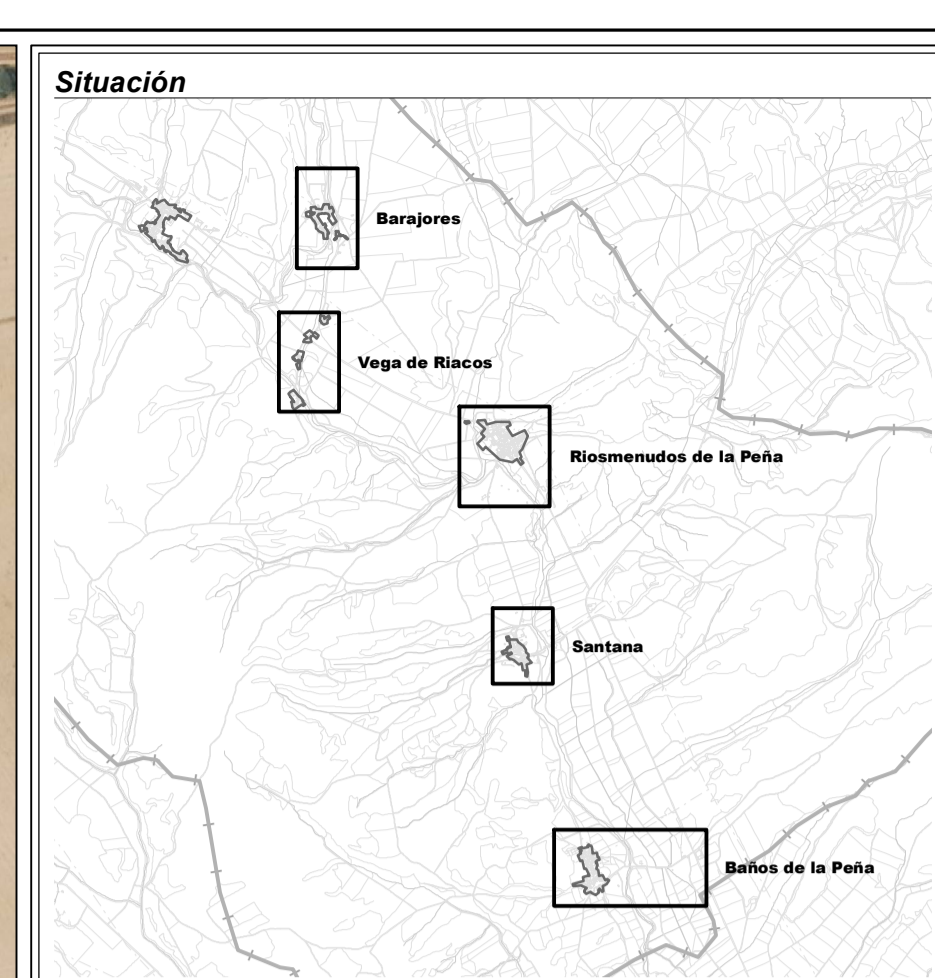 Situación
Barajores
Vega de Riacos
Riosmenudos de la Peña
Santana
Baños de la Peña